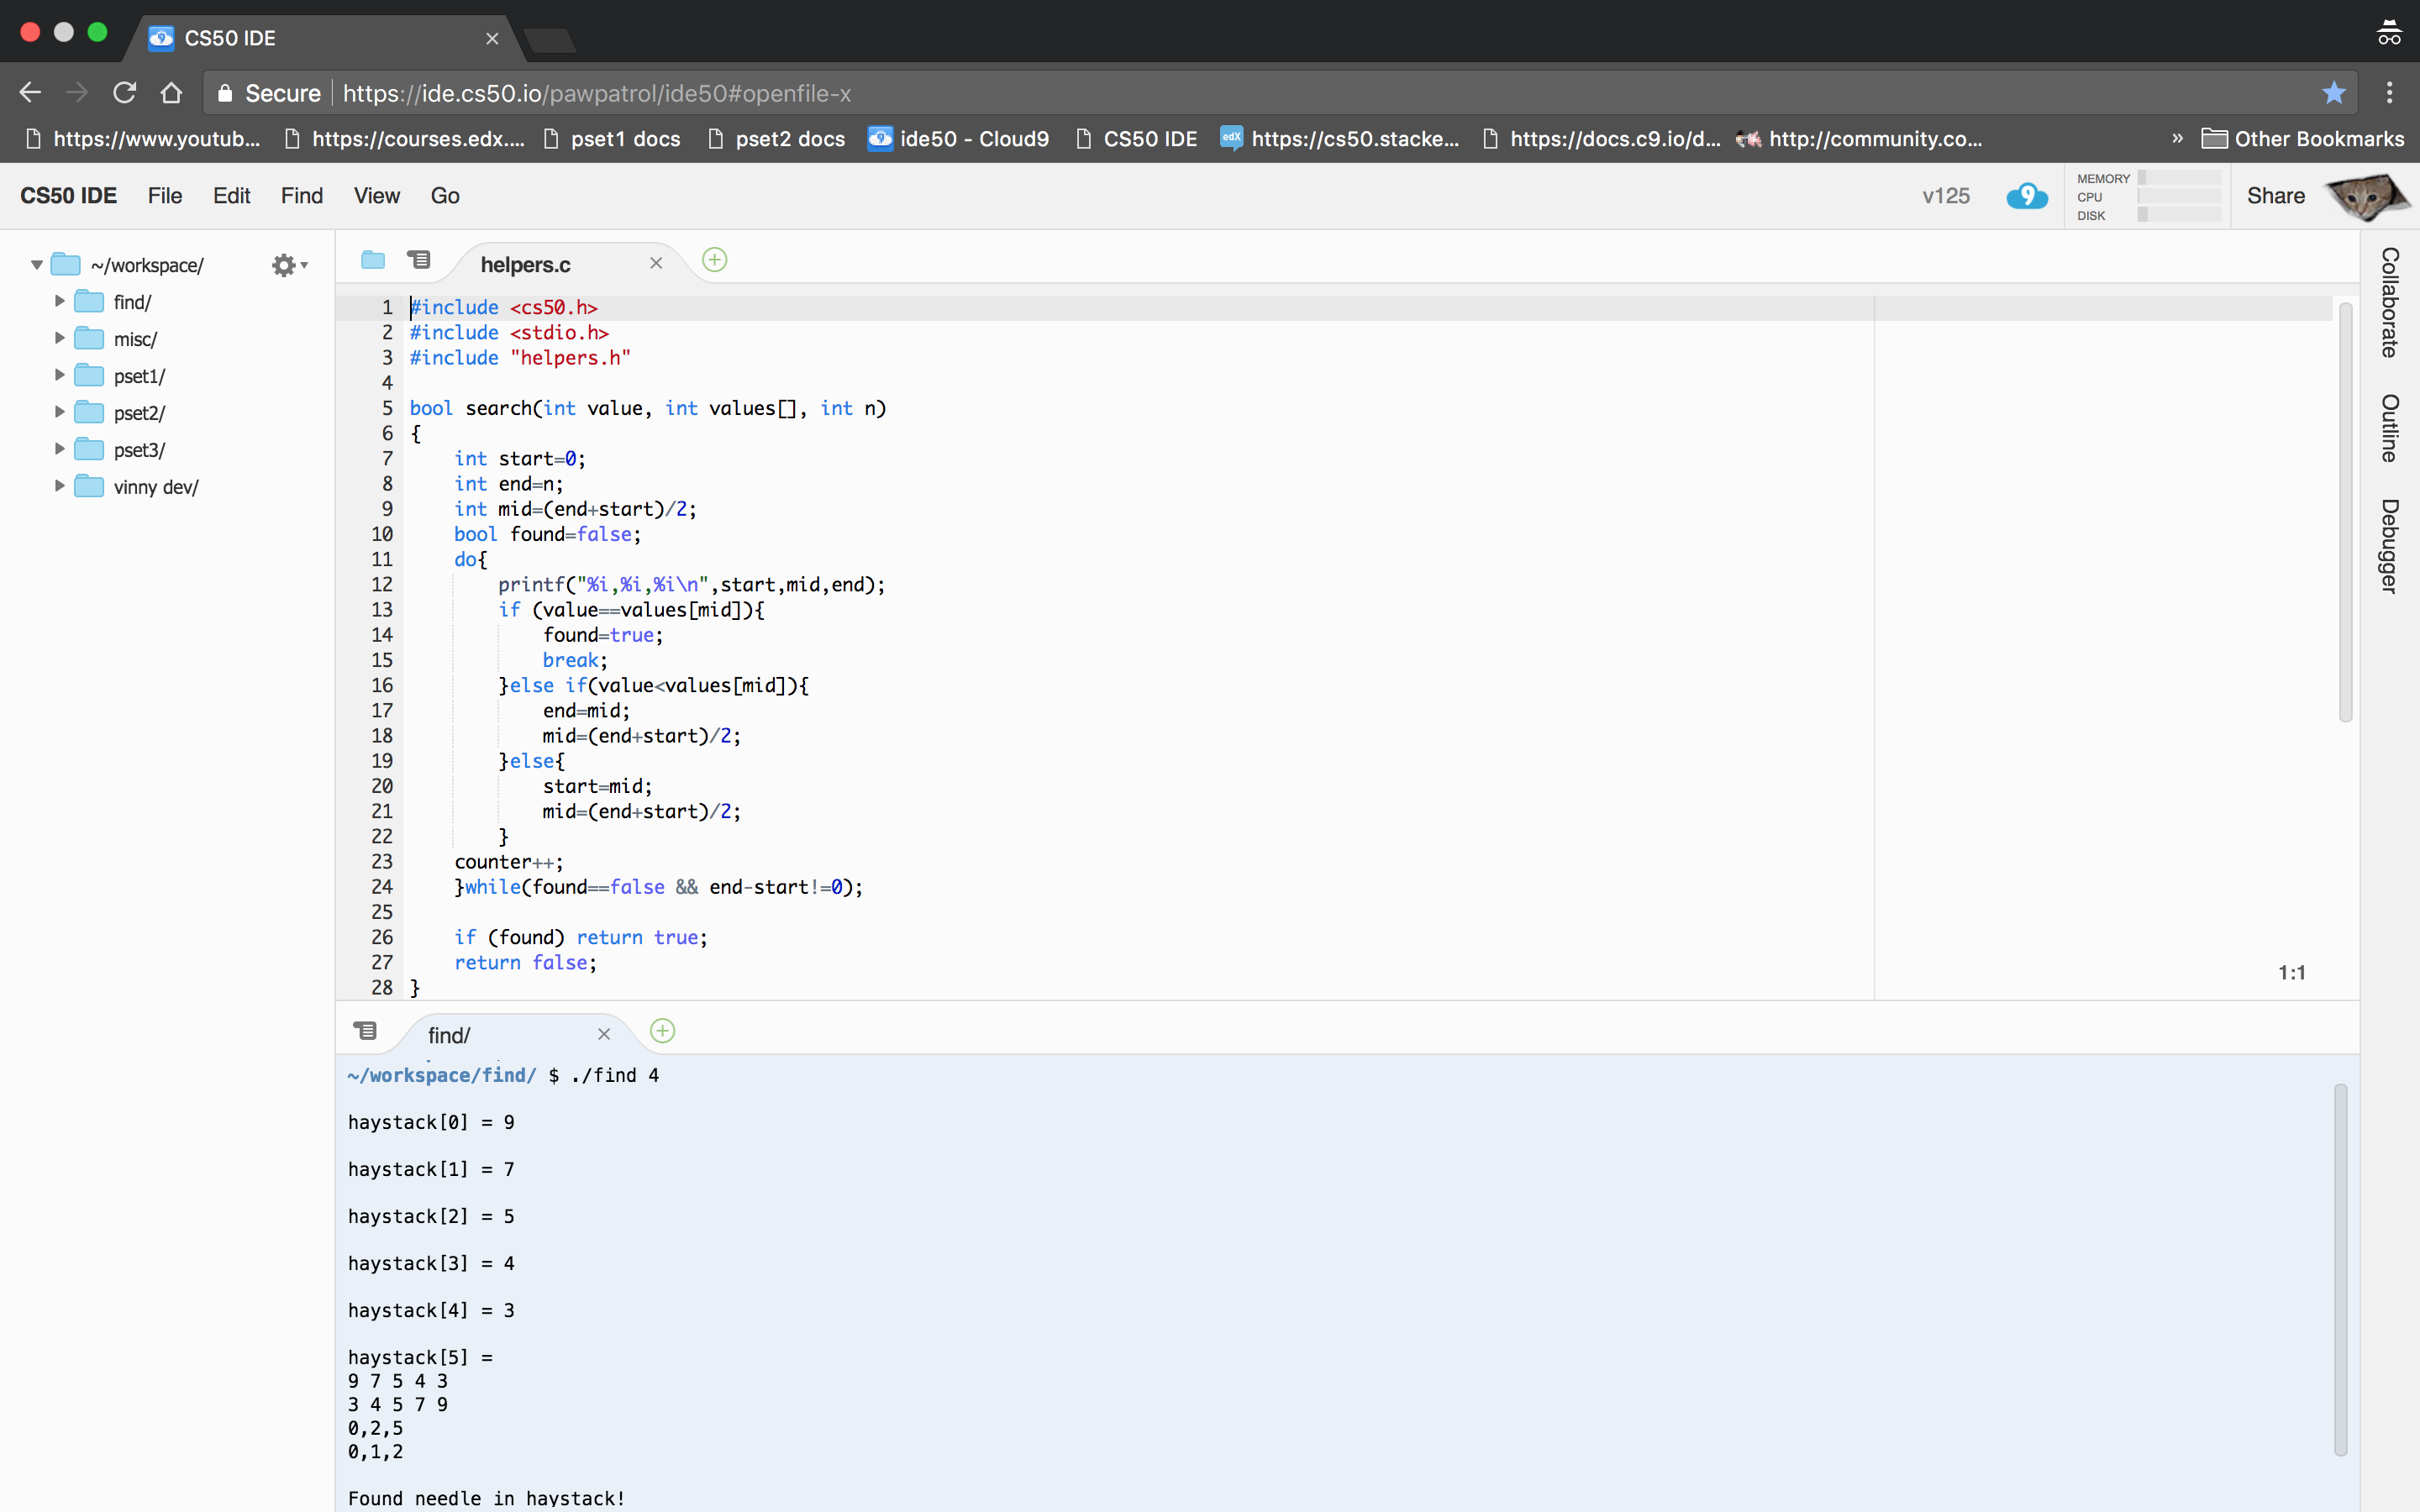 CS50 IDE
Secure https://ide.cs50.io/pawpatrol/ide50#openfile-x
https://www.youtub... https://courses.edx.... pset1 docs pset2 docs ide50 - Cloud9 CS50 IDE edX https://cs50.stacke... https://docs.c9.io/d... http://community.co... » Other Bookmarks
CS50 IDE File Edit Find View Go v125 9 MEMORY CPU DISK Share
~/workspace/
find/
misc/
pset1/
pset2/
pset3/
vinny dev/
helpers.c
1 #include <cs50.h>
2 #include <stdio.h>
3 #include "helpers.h"
4
5 bool search(int value, int values[], int n)
6 {
7     int start=0;
8     int end=n;
9     int mid=(end+start)/2;
10     bool found=false;
11     do{
12         printf("%i,%i,%i\n",start,mid,end);
13         if (value==values[mid]){
14             found=true;
15             break;
16         }else if(value<values[mid]){
17             end=mid;
18             mid=(end+start)/2;
19         }else{
20             start=mid;
21             mid=(end+start)/2;
22         }
23     counter++;
24     }while(found==false && end-start!=0);
25
26     if (found) return true;
27     return false;
28 }
1:1
Collaborate
Outline
Debugger
find/
~/workspace/find/ $ ./find 4
haystack[0] = 9
haystack[1] = 7
haystack[2] = 5
haystack[3] = 4
haystack[4] = 3
haystack[5] =
9 7 5 4 3
3 4 5 7 9
0,2,5
0,1,2
Found needle in haystack!